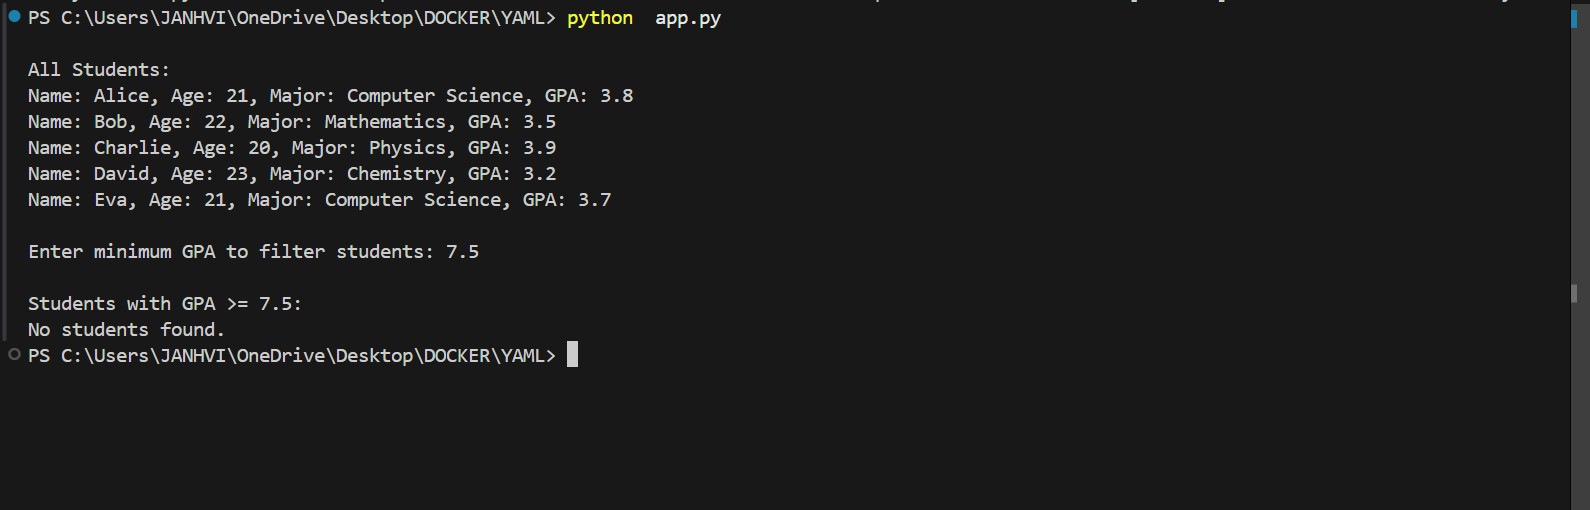 PS C:\Users\JANHVI\OneDrive\Desktop\DOCKER\YAML> python  app.py
All Students:
Name: Alice, Age: 21, Major: Computer Science, GPA: 3.8
Name: Bob, Age: 22, Major: Mathematics, GPA: 3.5
Name: Charlie, Age: 20, Major: Physics, GPA: 3.9
Name: David, Age: 23, Major: Chemistry, GPA: 3.2
Name: Eva, Age: 21, Major: Computer Science, GPA: 3.7
Enter minimum GPA to filter students: 7.5
Students with GPA >= 7.5:
No students found.
PS C:\Users\JANHVI\OneDrive\Desktop\DOCKER\YAML>